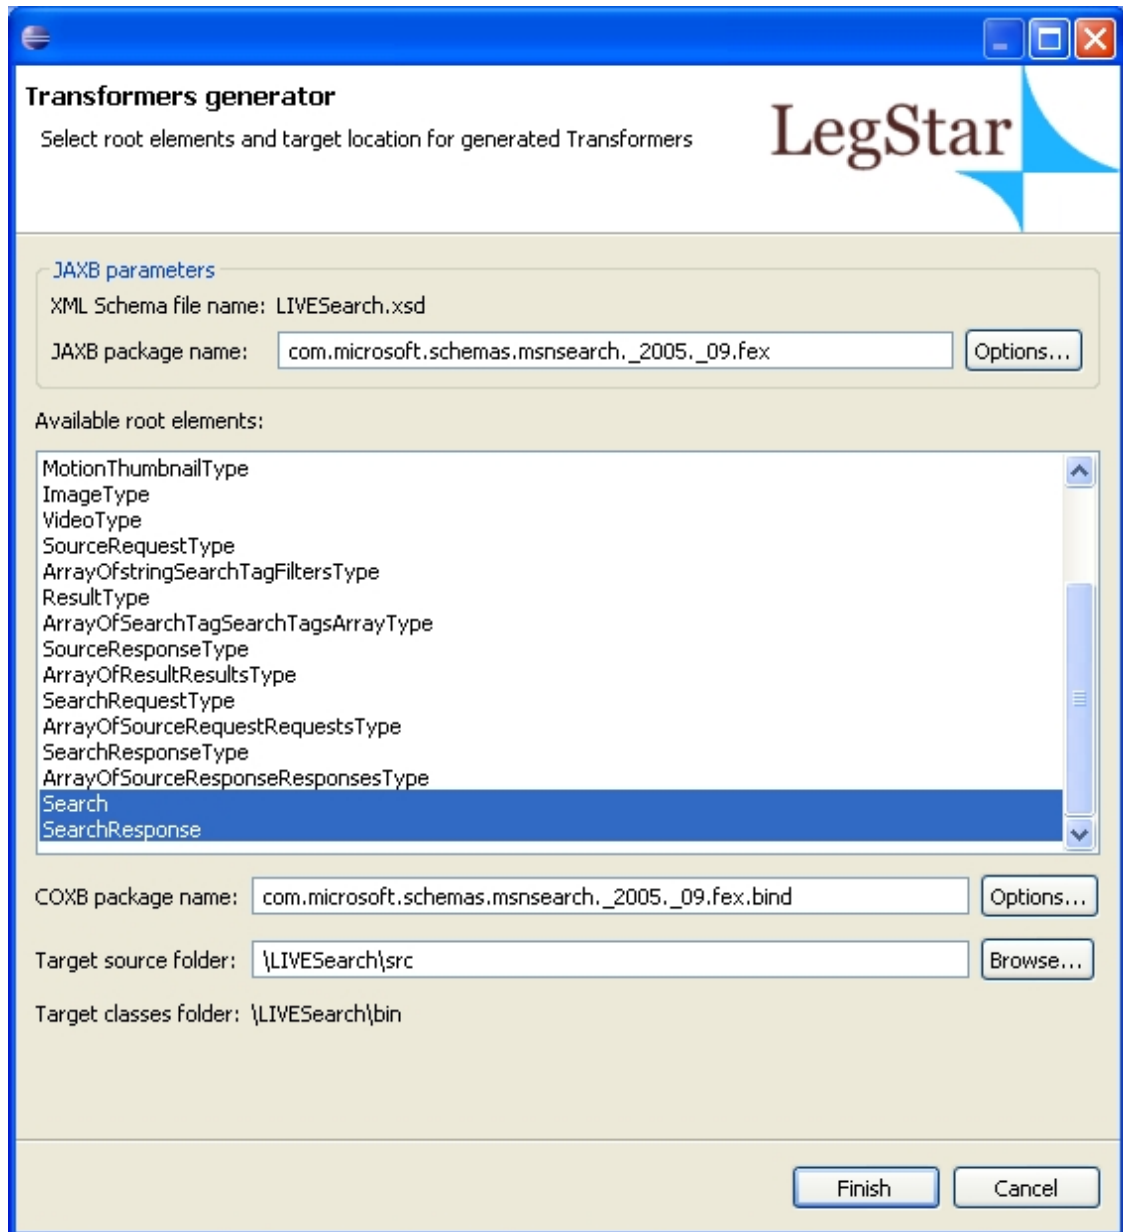 Transformers generator
Select root elements and target location for generated Transformers
LegStar
JAXB parameters
XML Schema file name: LIVESearch.xsd
JAXB package name: com.microsoft.schemas.msnsearch._2005._09.fex Options...
Available root elements:
MotionThumbnailType
ImageType
VideoType
SourceRequestType
ArrayOfstringSearchTagFiltersType
ResultType
ArrayOfSearchTagSearchTagsArrayType
SourceResponseType
ArrayOfResultResultsType
SearchRequestType
ArrayOfSourceRequestRequestsType
SearchResponseType
ArrayOfSourceResponseResponsesType
Search
SearchResponse
COXB package name: com.microsoft.schemas.msnsearch._2005._09.fex.bind Options...
Target source folder: \LIVESearch\src Browse...
Target classes folder: \LIVESearch\bin
Finish Cancel